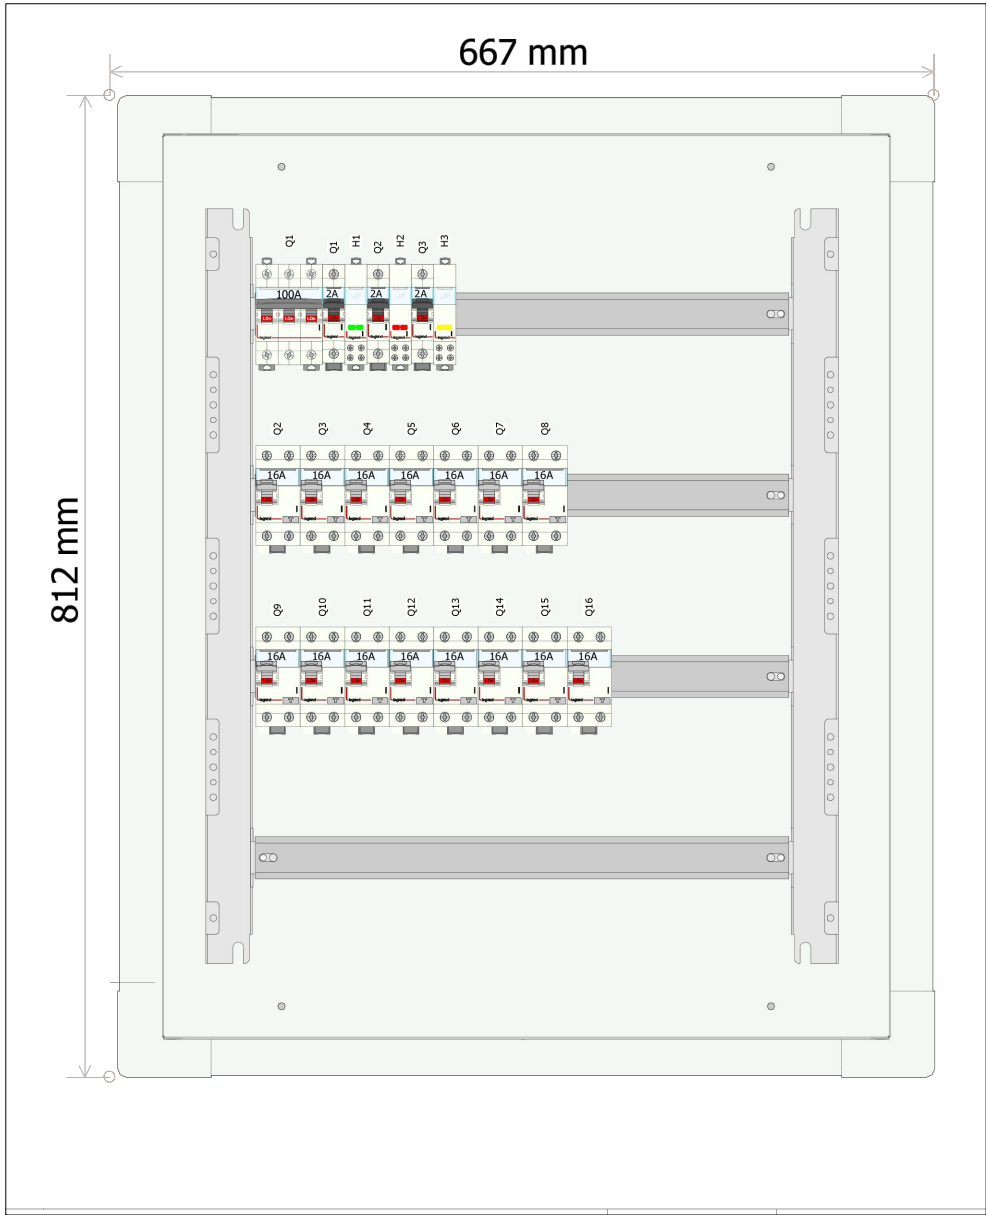 667 mm
812 mm
Q1 Q1 H1 Q2 H2 Q3 H3
100A 2A 2A 2A
Q2 Q3 Q4 Q5 Q6 Q7 Q8
16A 16A 16A 16A 16A 16A 16A
Q9 Q10 Q11 Q12 Q13 Q14 Q15 Q16
16A 16A 16A 16A 16A 16A 16A 16A